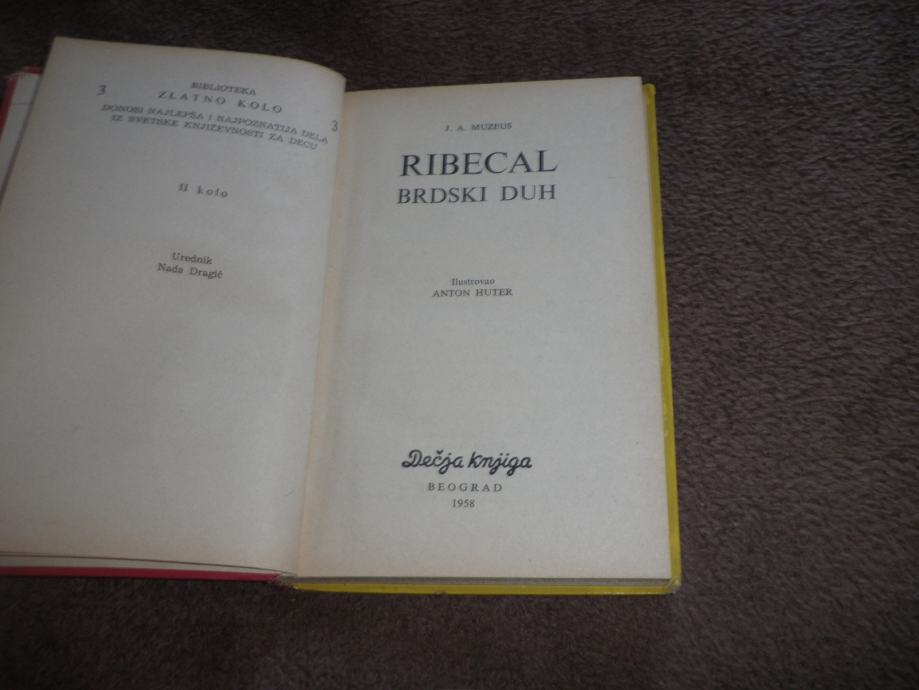 BIBLIOTEKA
3 ZLATNO KOLO 3
DONOSI NAJLEPŠA I NAJPOZNATIJA DELA
IZ SVETSKE KNJIŽEVNOSTI ZA DECU
II kolo
Urednik
Nada Dragić
J. A. MUZEUS
RIBECAL
BRDSKI DUH
Ilustrovao
ANTON HUTER
Dečja knjiga
BEOGRAD
1958